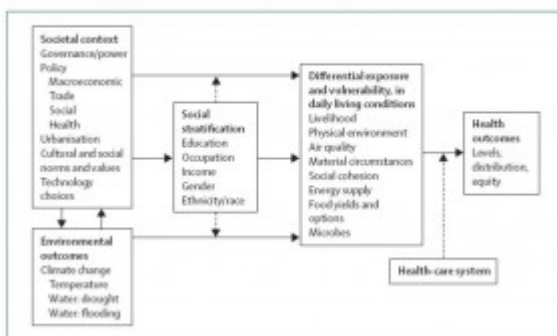 Societal context
Governance/power
Policy
Macroeconomic
Trade
Social
Health
Urbanisation
Cultural and social
norms and values
Technology
choices
Environmental
outcomes
Climate change
Temperature
Water: drought
Water: flooding
Social
stratification
Education
Occupation
Income
Gender
Ethnicity/race
Differential exposure
and vulnerability, in
daily living conditions
Livelihood
Physical environment
Air quality
Material circumstances
Social cohesion
Energy supply
Food yields and
options
Microbes
Health
outcomes
Levels,
distribution,
equity
Health-care system